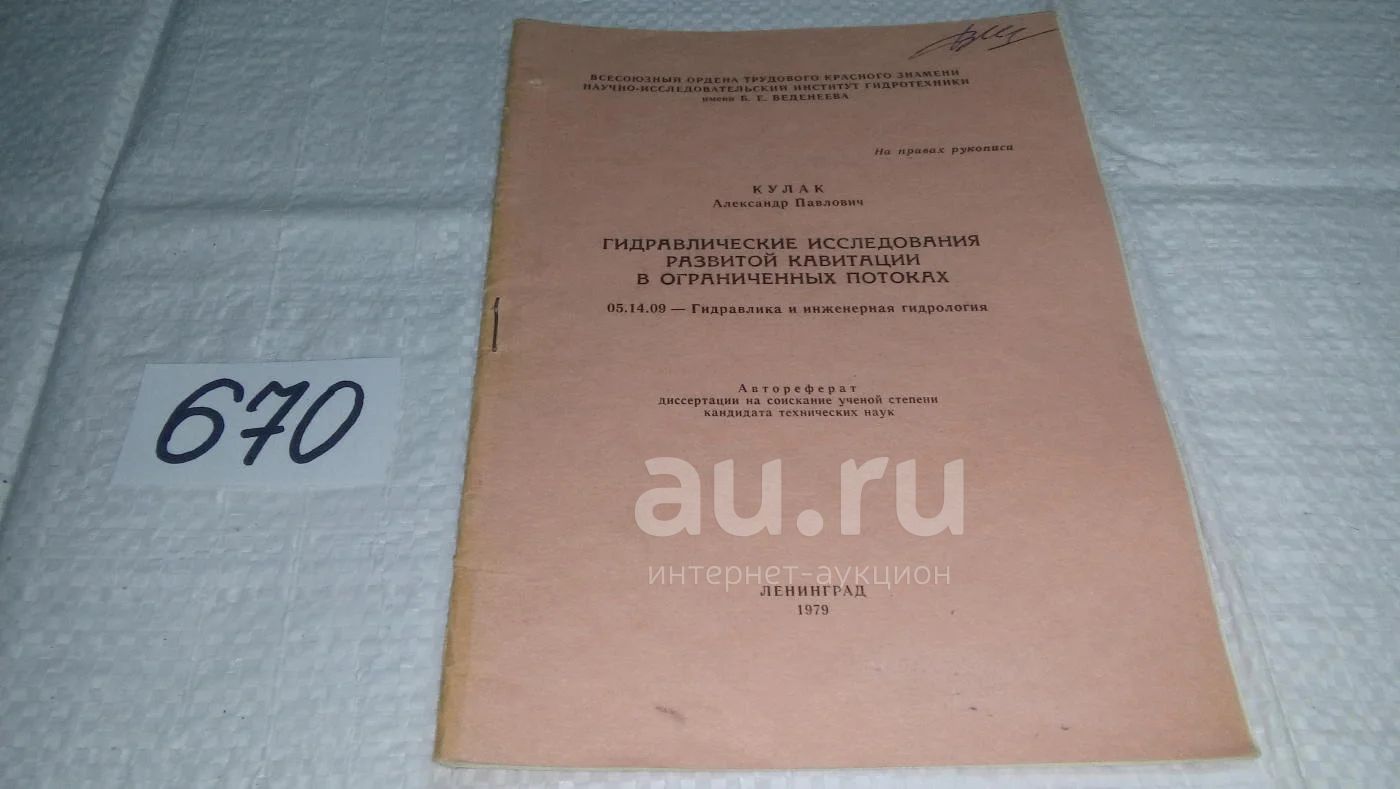 ВСЕСОЮЗНЫЙ ОРДЕНА ТРУДОВОГО КРАСНОГО ЗНАМЕНИ
НАУЧНО-ИССЛЕДОВАТЕЛЬСКИЙ ИНСТИТУТ ГИДРОТЕХНИКИ
имени Б. Е. ВЕДЕНЕЕВА
На правах рукописи
КУЛАК
Александр Павлович
ГИДРАВЛИЧЕСКИЕ ИССЛЕДОВАНИЯ
РАЗВИТОЙ КАВИТАЦИИ
В ОГРАНИЧЕННЫХ ПОТОКАХ
05.14.09 — Гидравлика и инженерная гидрология
Автореферат
диссертации на соискание ученой степени
кандидата технических наук
ЛЕНИНГРАД
1979
670
au.ru
интернет-аукцион